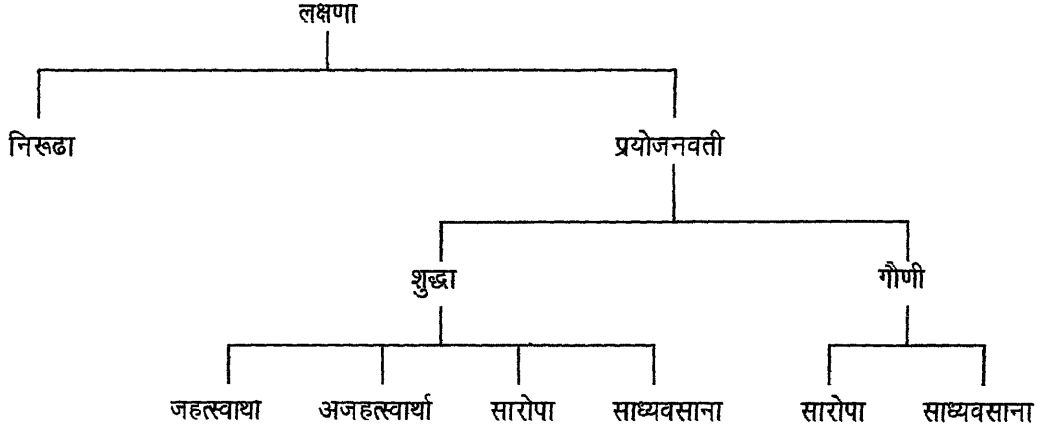 लक्षणा
निरूढा प्रयोजनवती
शुद्धा गौणी
जहत्स्वाथा अजहत्स्वार्था सारोपा साध्यवसाना सारोपा साध्यवसाना